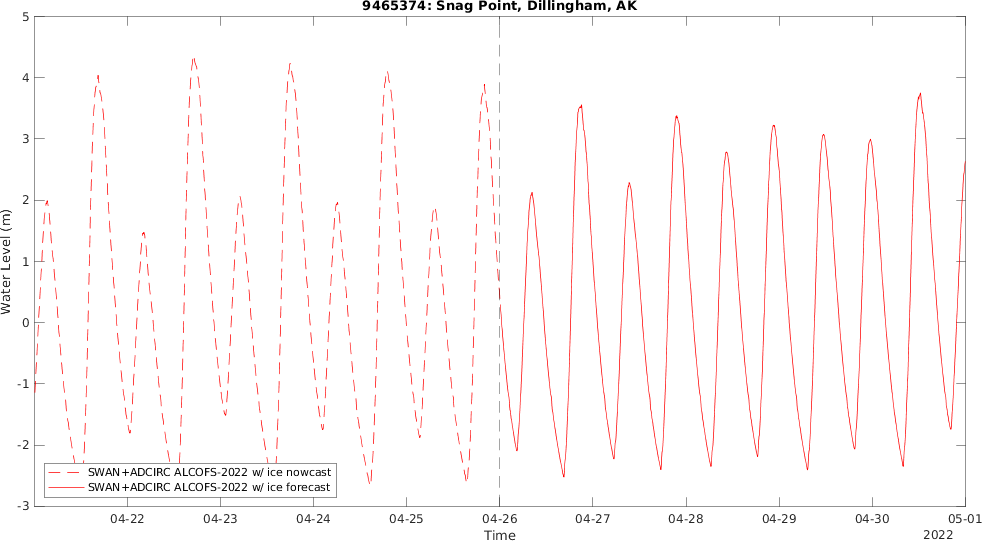 9465374: Snag Point, Dillingham, AK
Water Level (m)
5
4
3
2
1
0
-1
-2
-3
SWAN+ADCIRC ALCOFS-2022 w/ ice nowcast
SWAN+ADCIRC ALCOFS-2022 w/ ice forecast
04-22 04-23 04-24 04-25 04-26 04-27 04-28 04-29 04-30 05-01
Time
2022